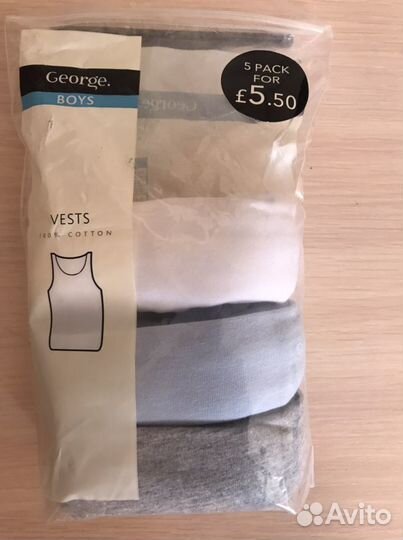 George.
BOYS
5 PACK
FOR
£5.50
VESTS
100% COTTON
Avito